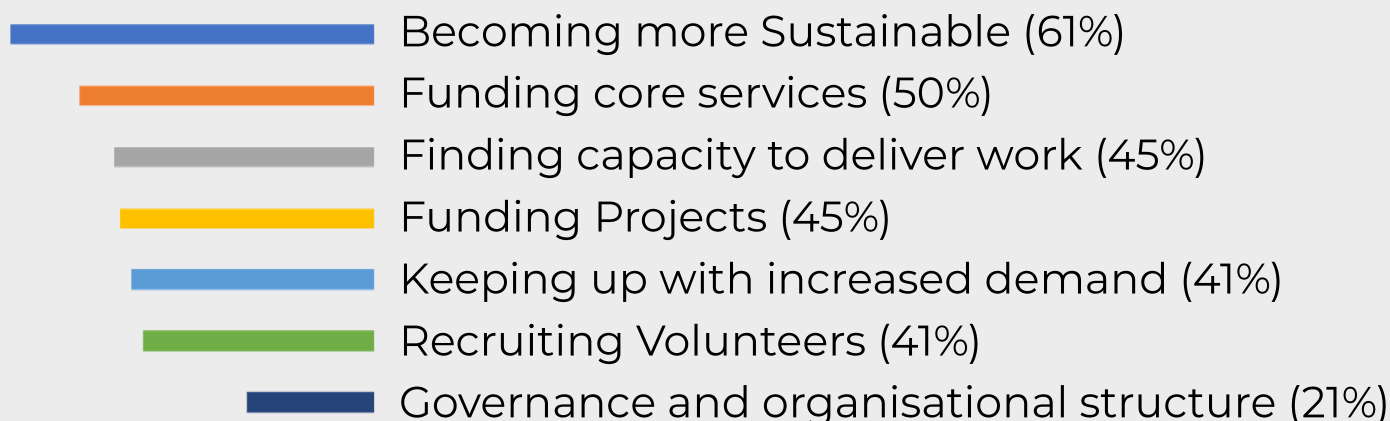 Becoming more Sustainable (61%)
Funding core services (50%)
Finding capacity to deliver work (45%)
Funding Projects (45%)
Keeping up with increased demand (41%)
Recruiting Volunteers (41%)
Governance and organisational structure (21%)